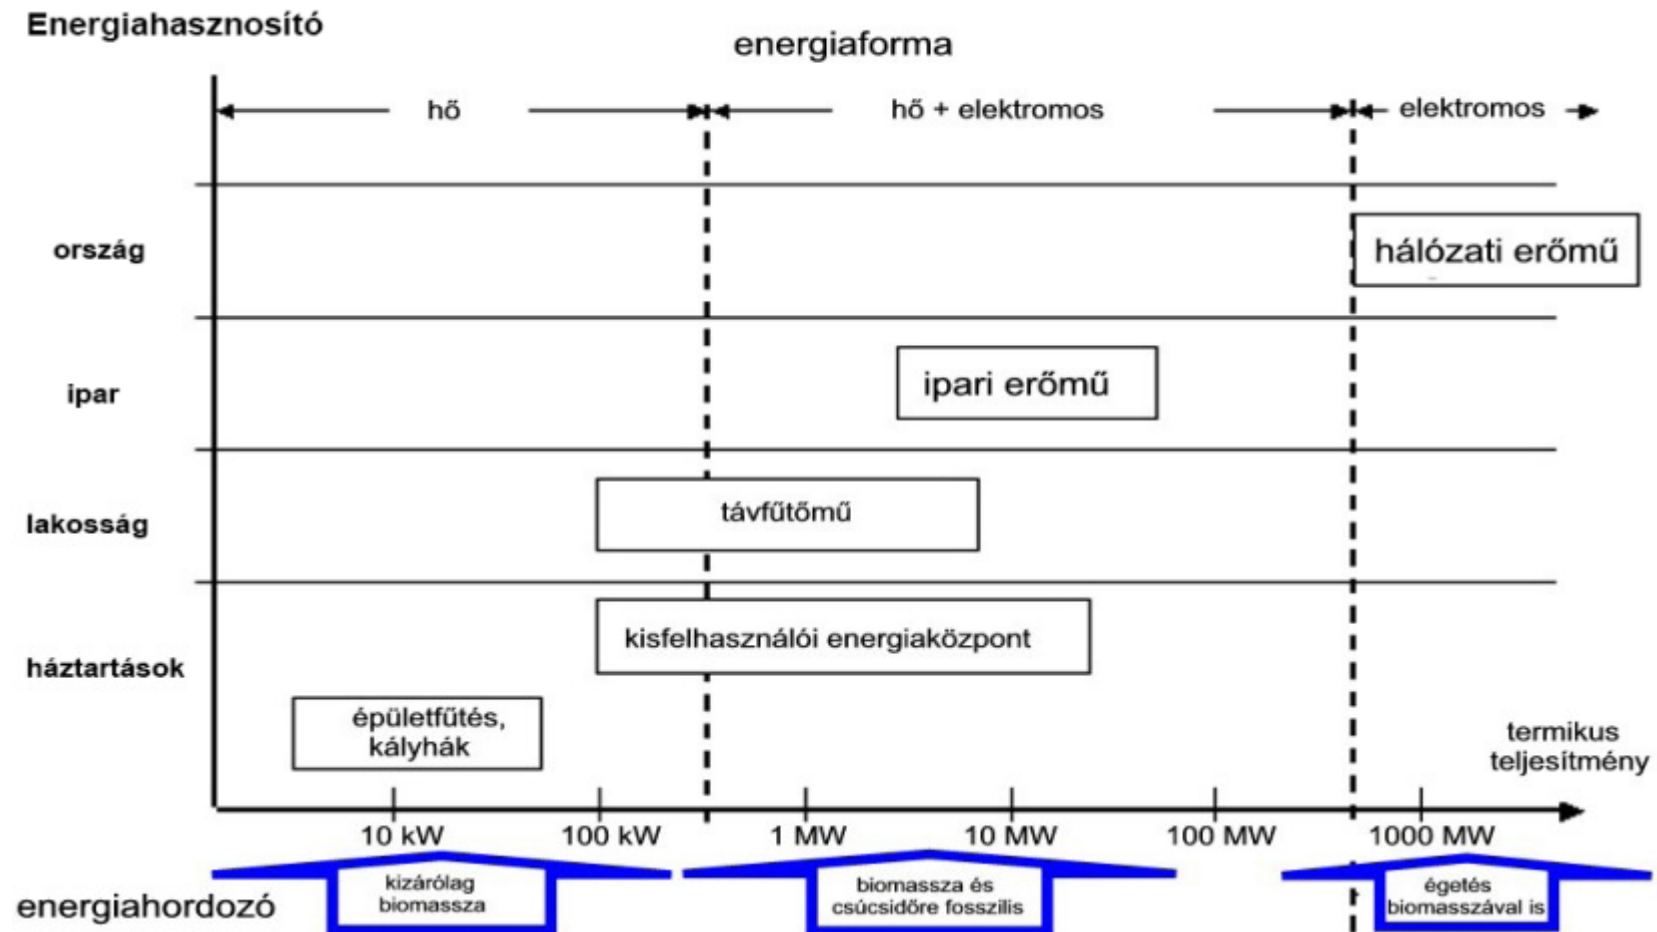 Energiahasznosító
energiaforma
hő
hő + elektromos
elektromos
ország
hálózati erőmű
ipar
ipari erőmű
lakosság
távfűtőmű
háztartások
kisfelhasználói energiaközpont
épületfűtés,
kályhák
termikus
teljesítmény
10 kW
100 kW
1 MW
10 MW
100 MW
1000 MW
energiahordozó
kizárólag
biomassza
biomassza és
csúcsidőre fosszilis
égetés
biomasszával is